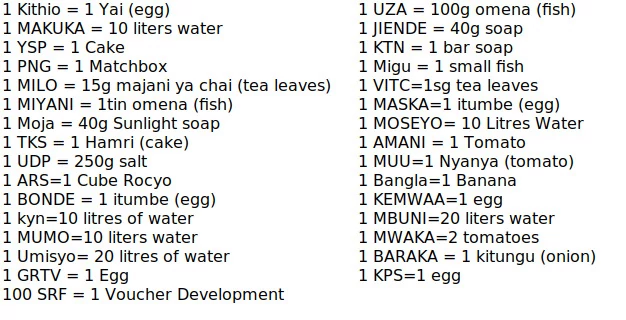 1 Kithio = 1 Yai (egg)
1 MAKUKA = 10 liters water
1 YSP = 1 Cake
1 PNG = 1 Matchbox
1 MILO = 15g majani ya chai (tea leaves)
1 MIYANI = 1tin omena (fish)
1 Moja = 40g Sunlight soap
1 TKS = 1 Hamri (cake)
1 UDP = 250g salt
1 ARS=1 Cube Rocyo
1 BONDE = 1 itumbe (egg)
1 kyn=10 litres of water
1 MUMO=10 liters water
1 Umisyo= 20 litres of water
1 GRTV = 1 Egg
100 SRF = 1 Voucher Development
1 UZA = 100g omena (fish)
1 JIENDE = 40g soap
1 KTN = 1 bar soap
1 Migu = 1 small fish
1 VITC=1sg tea leaves
1 MASKA=1 itumbe (egg)
1 MOSEYO= 10 Litres Water
1 AMANI = 1 Tomato
1 MUU=1 Nyanya (tomato)
1 Bangla=1 Banana
1 KEMWAA=1 egg
1 MBUNI=20 liters water
1 MWAKA=2 tomatoes
1 BARAKA = 1 kitungu (onion)
1 KPS=1 egg